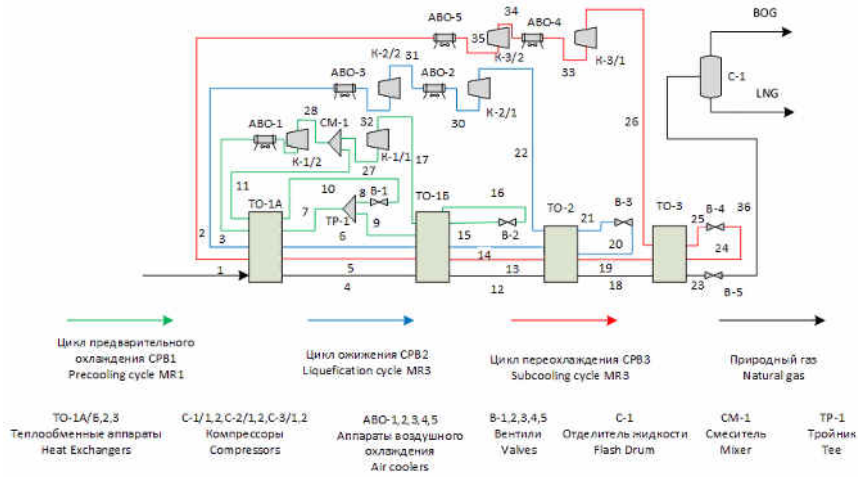 BOG
34
АВО-5
АВО-4
35
К-2/2
31
К-3/2
33
К-3/1
С-1
АВО-3
АВО-2
LNG
28
СМ-1
32
К-2/1
30
АВО-1
26
К-1/2
27
К-1/1
17
22
11
10
8
В-1
16
ТО-1А
ТО-1Б
ТО-2
21
В-3
ТО-3
В-4
36
7
ТР-1
9
В-2
25
2
3
6
15
20
24
14
1
5
13
19
23
В-5
4
12
18
Цикл предварительного
охлаждения СРВ1
Precooling cycle MR1
Цикл ожижения СРВ2
Liquefication cycle MR3
Цикл переохлаждения СРВ3
Subcooling cycle MR3
Природный газ
Natural gas
ТО-1А/Б,2,3
Теплообменные аппараты
Heat Exchangers
С-1/1,2,С-2/1,2,С-3/1,2
Компрессоры
Compressors
АВО-1,2,3,4,5
Аппараты воздушного
охлаждения
Air coolers
В-1,2,3,4,5
Вентили
Valves
С-1
Отделитель жидкости
Flash Drum
СМ-1
Смеситель
Mixer
ТР-1
Тройник
Tee